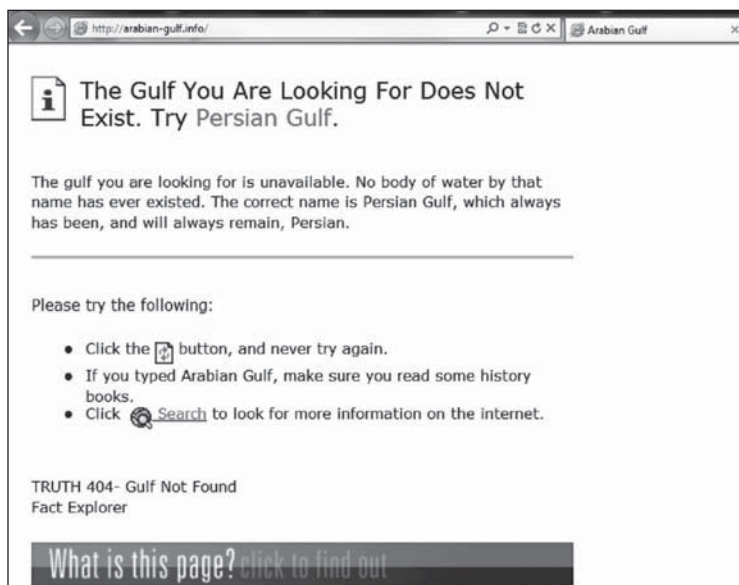 http://arabian-gulf.info/
Arabian Gulf
The Gulf You Are Looking For Does Not
Exist. Try Persian Gulf.
The gulf you are looking for is unavailable. No body of water by that
name has ever existed. The correct name is Persian Gulf, which always
has been, and will always remain, Persian.
Please try the following:
• Click the button, and never try again.
• If you typed Arabian Gulf, make sure you read some history
books.
• Click Search to look for more information on the internet.
TRUTH 404- Gulf Not Found
Fact Explorer
What is this page? click to find out